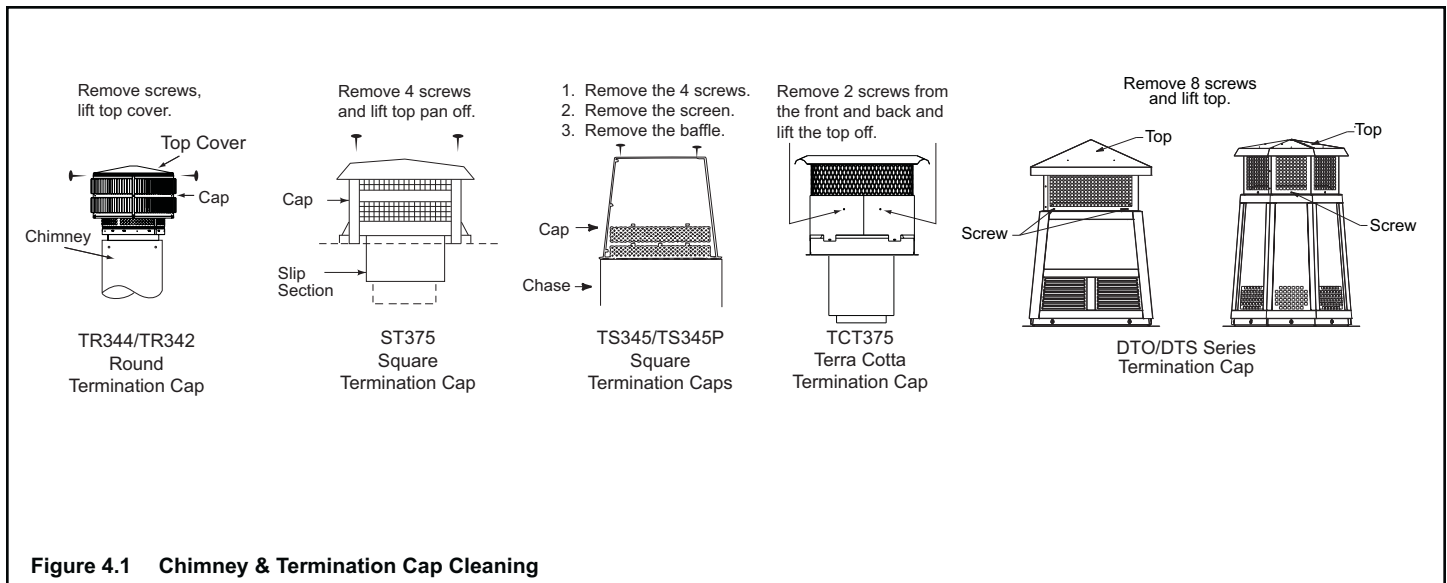 Remove screws,
lift top cover.
Top Cover
Cap
Chimney
TR344/TR342
Round
Termination Cap
Remove 4 screws
and lift top pan off.
Cap
Slip
Section
ST375
Square
Termination Cap
1. Remove the 4 screws.
2. Remove the screen.
3. Remove the baffle.
Cap
Chase
TS345/TS345P
Square
Termination Caps
Remove 2 screws from
the front and back and
lift the top off.
TCT375
Terra Cotta
Termination Cap
Remove 8 screws
and lift top.
Top
Top
Screw
Screw
DTO/DTS Series
Termination Cap
Figure 4.1 Chimney & Termination Cap Cleaning